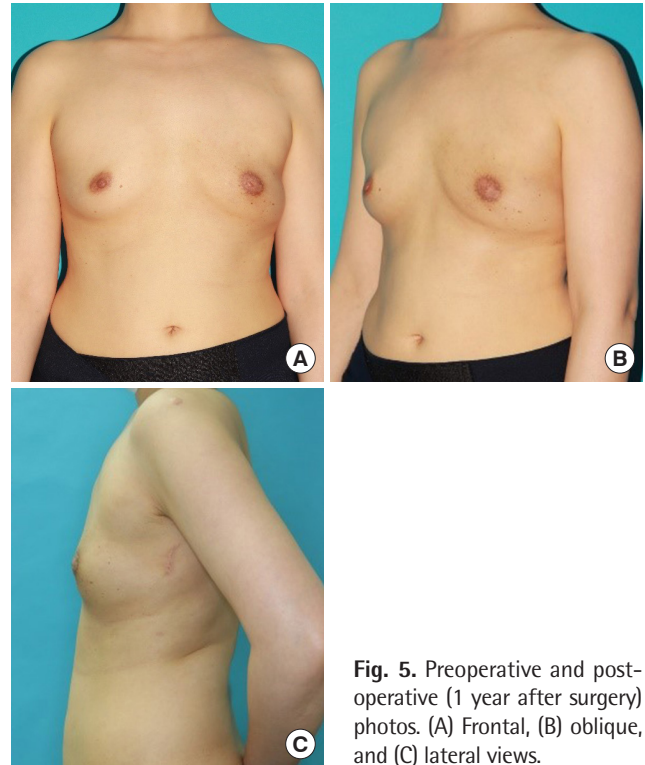 A
B
C
Fig. 5. Preoperative and post-
operative (1 year after surgery)
photos. (A) Frontal, (B) oblique,
and (C) lateral views.